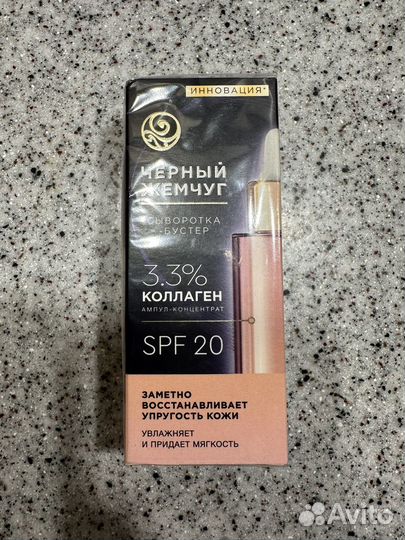 ИННОВАЦИЯ*
ЧЕРНЫЙ
ЖЕМЧУГ
СЫВОРОТКА
-БУСТЕР
3.3%
КОЛЛАГЕН
АМПУЛ-КОНЦЕНТРАТ
SPF 20
ЗАМЕТНО
ВОССТАНАВЛИВАЕТ
УПРУГОСТЬ КОЖИ
УВЛАЖНЯЕТ
И ПРИДАЕТ МЯГКОСТЬ
Avito